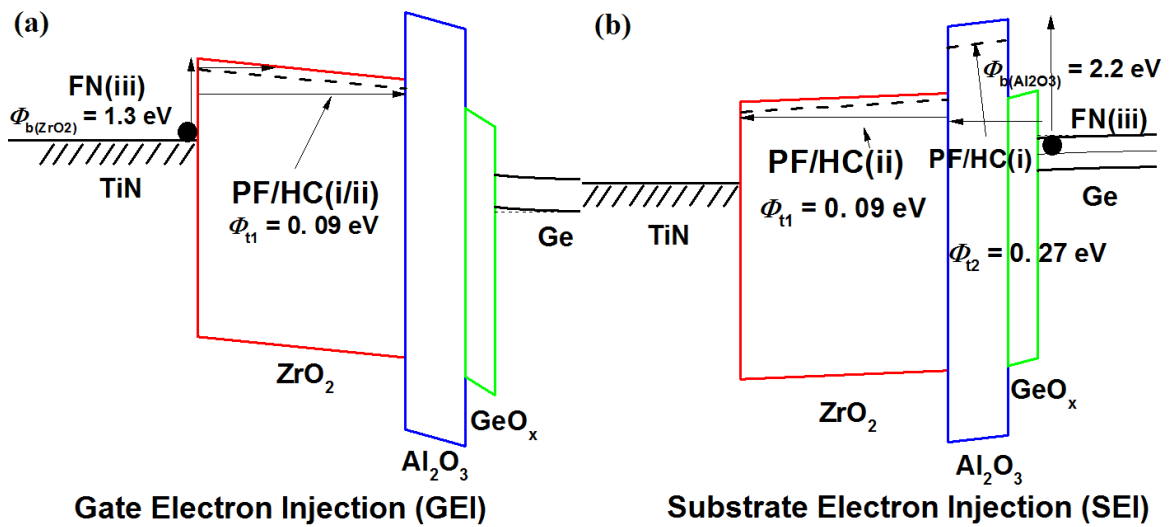 (a)
FN(iii)
Φb(ZrO2) = 1.3 eV
TiN
PF/HC(i/ii)
Φt1 = 0. 09 eV
Ge
ZrO2
GeOx
Al2O3
Gate Electron Injection (GEI)
(b)
Φb(Al2O3) = 2.2 eV
FN(iii)
PF/HC(ii)
PF/HC(i)
Φt1 = 0. 09 eV
Ge
TiN
Φt2 = 0. 27 eV
GeOx
ZrO2
Al2O3
Substrate Electron Injection (SEI)